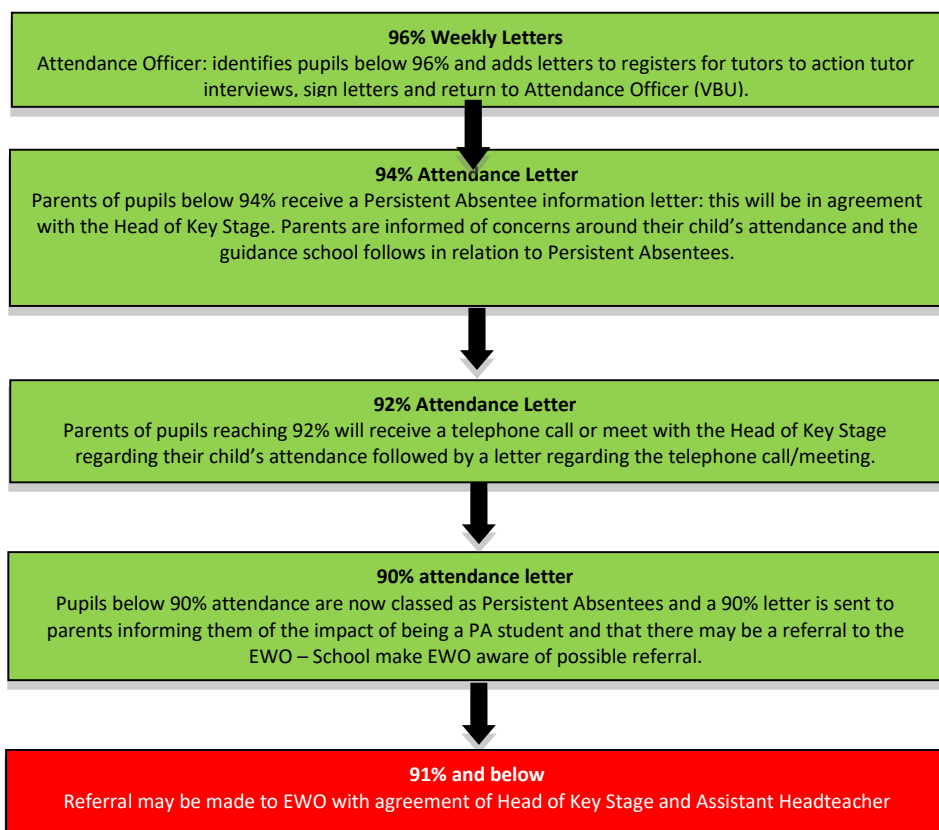 96% Weekly Letters
Attendance Officer: identifies pupils below 96% and adds letters to registers for tutors to action tutor
interviews, sign letters and return to Attendance Officer (VBU).
94% Attendance Letter
Parents of pupils below 94% receive a Persistent Absentee information letter: this will be in agreement
with the Head of Key Stage. Parents are informed of concerns around their child’s attendance and the
guidance school follows in relation to Persistent Absentees.
92% Attendance Letter
Parents of pupils reaching 92% will receive a telephone call or meet with the Head of Key Stage
regarding their child’s attendance followed by a letter regarding the telephone call/meeting.
90% attendance letter
Pupils below 90% attendance are now classed as Persistent Absentees and a 90% letter is sent to
parents informing them of the impact of being a PA student and that there may be a referral to the
EWO – School make EWO aware of possible referral.
91% and below
Referral may be made to EWO with agreement of Head of Key Stage and Assistant Headteacher